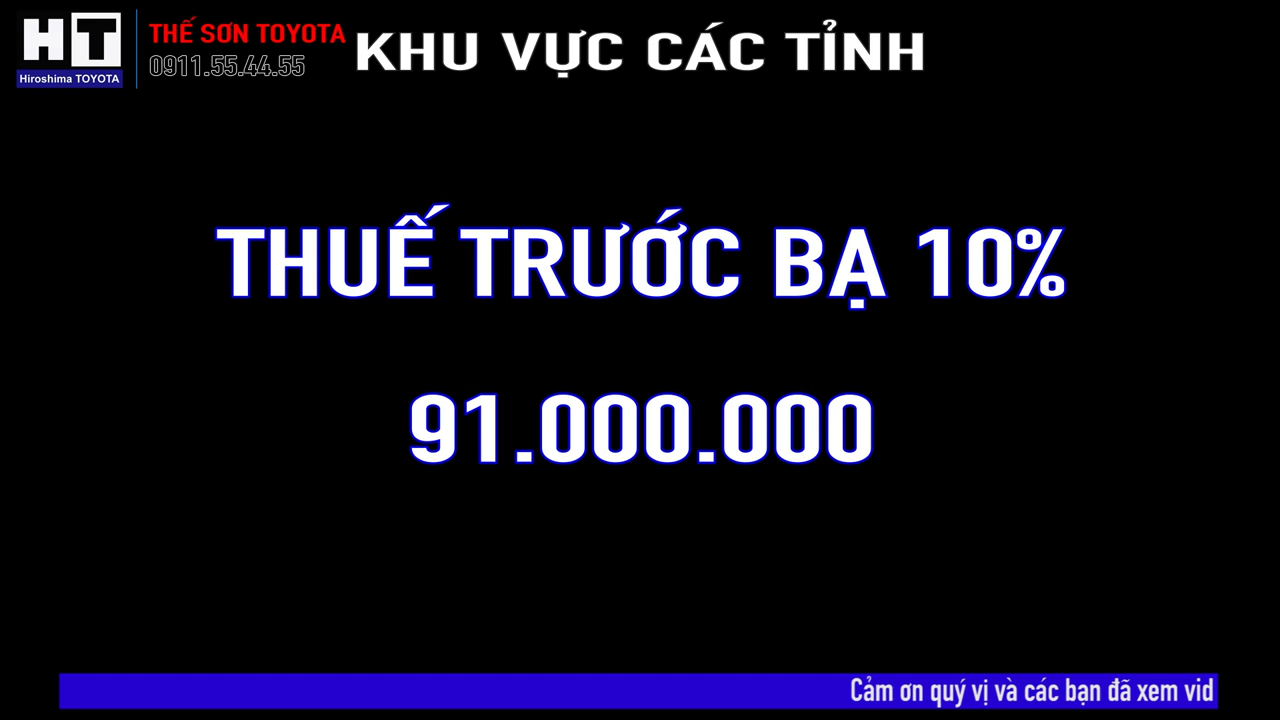 HT
Hiroshima TOYOTA
THẾ SƠN TOYOTA
0911.55.44.55
KHU VỰC CÁC TỈNH
THUẾ TRƯỚC BẠ 10%
91.000.000
Cảm ơn quý vị và các bạn đã xem vid